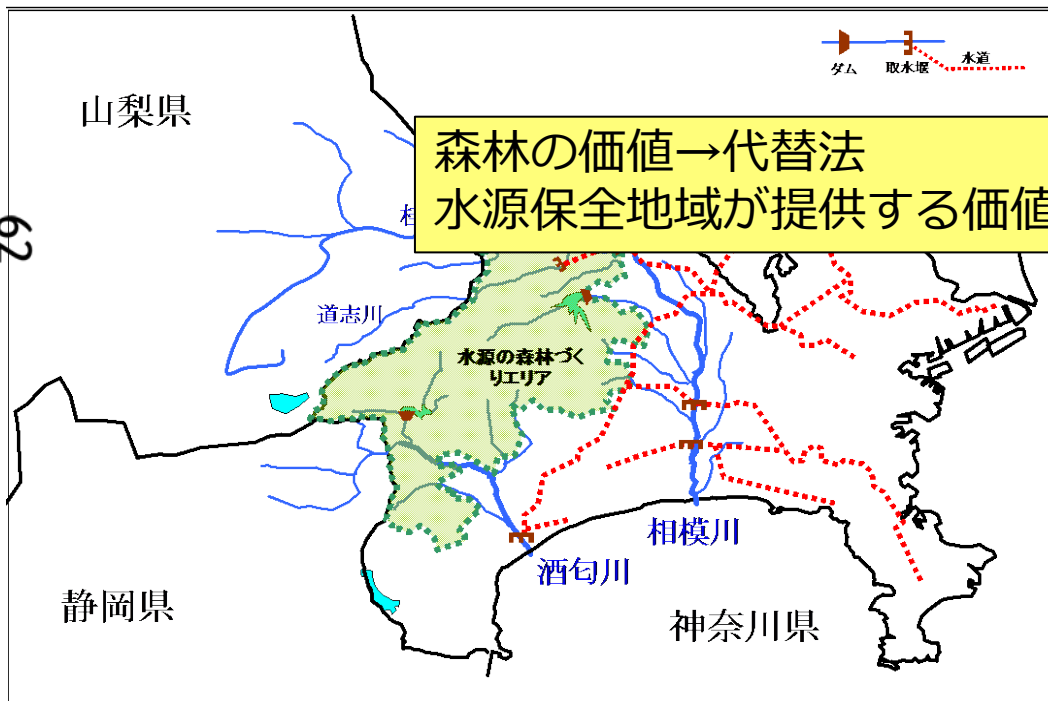 ダム
取水堰
水道
山梨県
森林の価値→代替法
水源保全地域が提供する価値
62
道志川
水源の森林づく
りエリア
相模川
酒匂川
静岡県
神奈川県